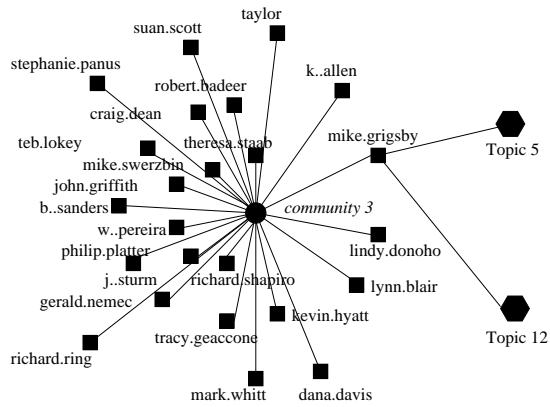 taylor
suan.scott
k..allen
stephanie.panus
robert.badeer
craig.dean
mike.grigsby
teb.lokey
theresa.staab
Topic 5
mike.swerzbin
john.griffith
b..sanders
community 3
w..pereira
philip.platter
lindy.donoho
j..sturm
richard.shapiro
lynn.blair
gerald.nemec
kevin.hyatt
tracy.geaccone
Topic 12
richard.ring
mark.whitt
dana.davis